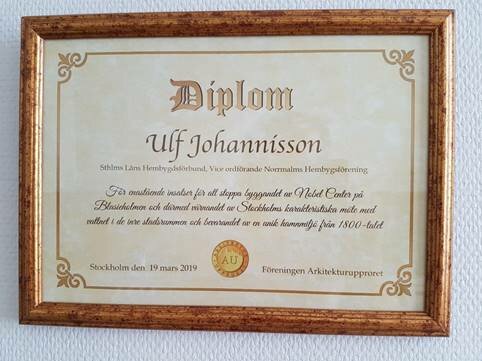 Diplom
Ulf Johannisson
Sthlms Läns Hembygdsförbund, Vice ordförande Norrmalms Hembygsförening
För enastående insatser för att stoppa byggandet av Nobel Center på
Blasieholmen och därmed värnandet av Stockholms karakteristiska möte med
vattnet i de inre stadsrummen och bevarandet av en unik hamnmiljö från 1800-talet
AU
Stockholm den 19 mars 2019
Föreningen Arkitekturupproret